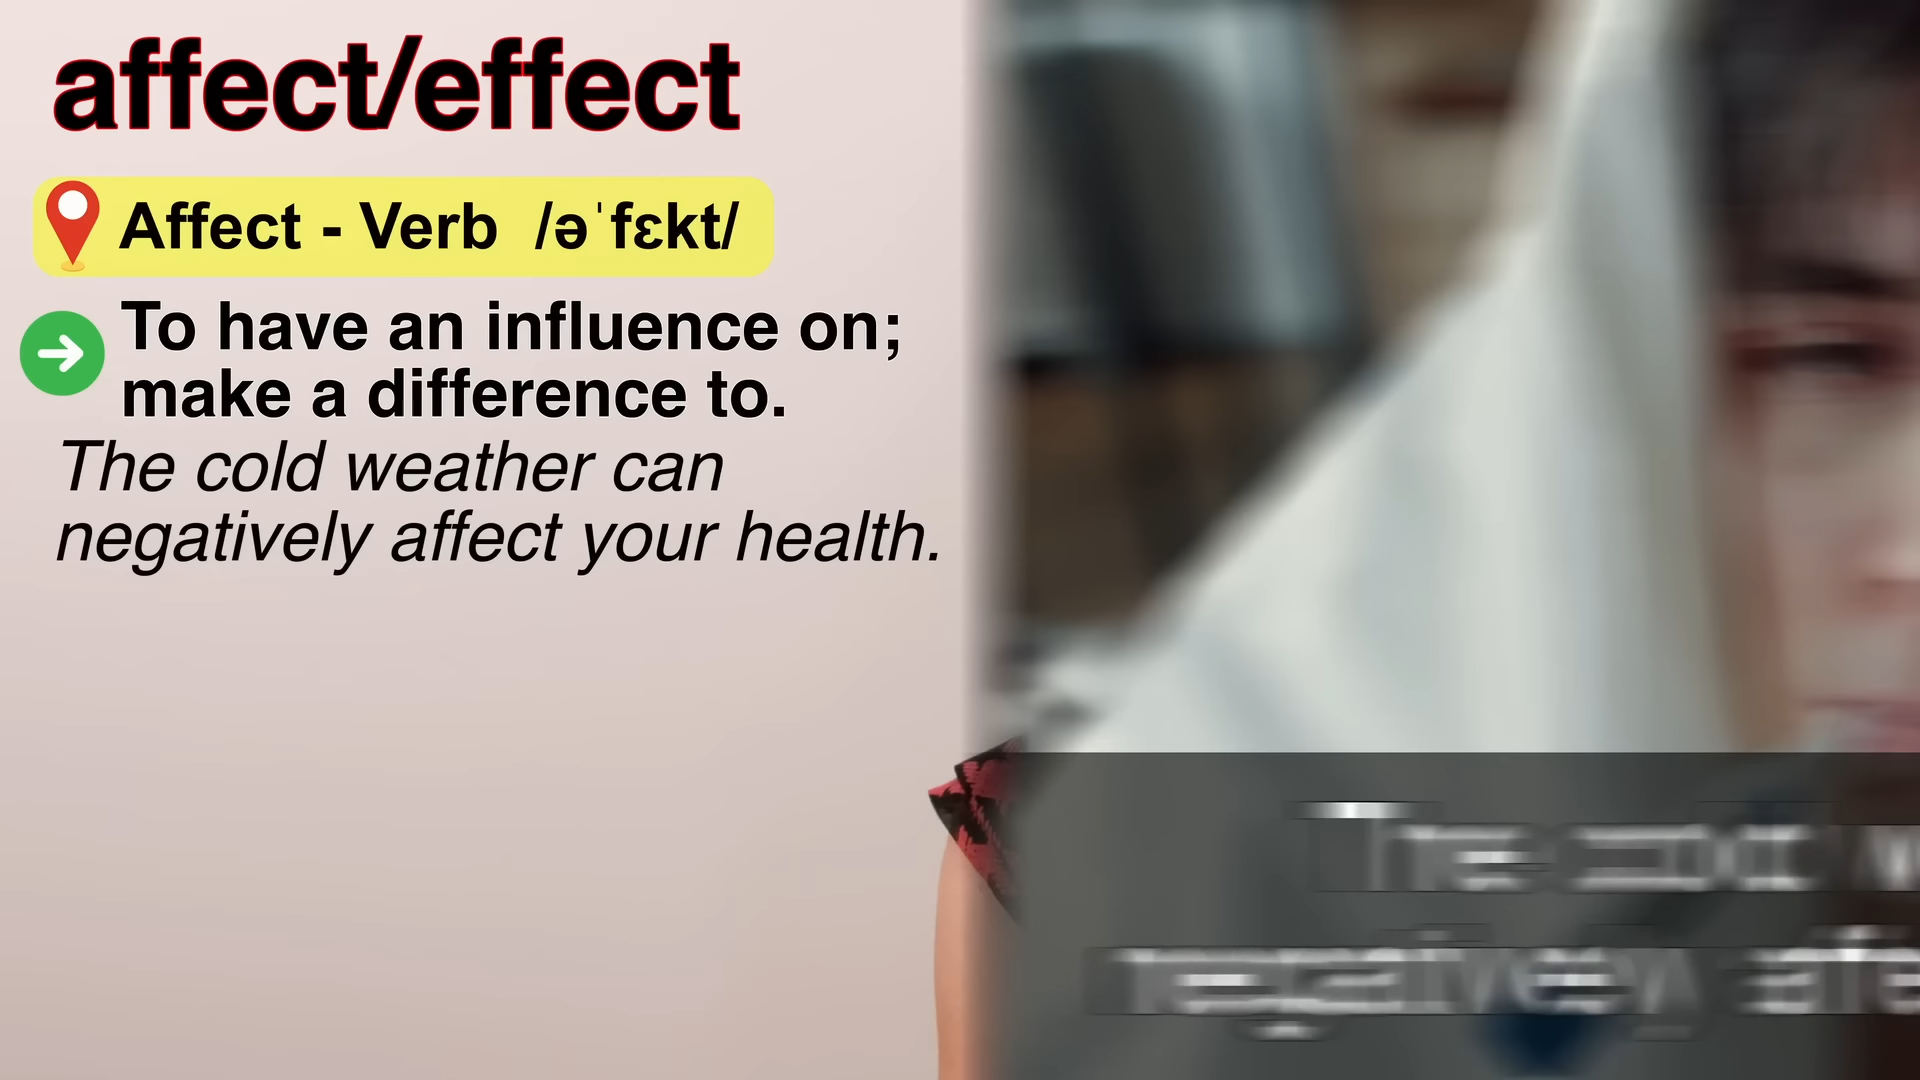 affect/effect
Affect - Verb /əˈfɛkt/
To have an influence on;
make a difference to.
The cold weather can
negatively affect your health.